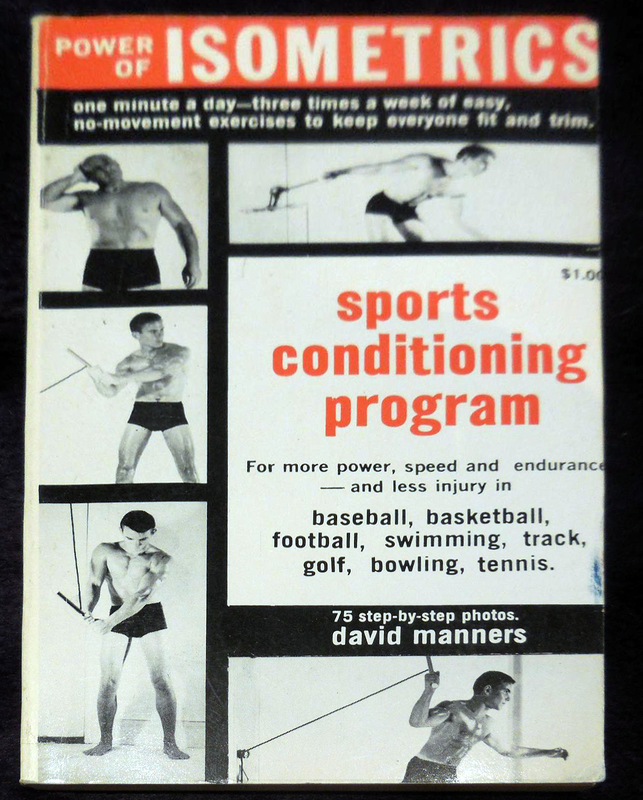 POWER
OF ISOMETRICS
one minute a day—three times a week of easy,
no-movement exercises to keep everyone fit and trim.
sports
conditioning
program
For more power, speed and endurance
— and less injury in
baseball, basketball,
football, swimming, track,
golf, bowling, tennis.
75 step-by-step photos.
david manners